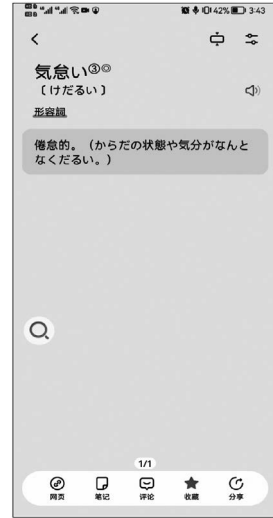 42% 3:43
気怠い③◎
〔けだるい〕
形容詞
倦怠的。（からだの状態や気分がなんと
なくだるい。）
1/1
网页 笔记 评论 收藏 分享